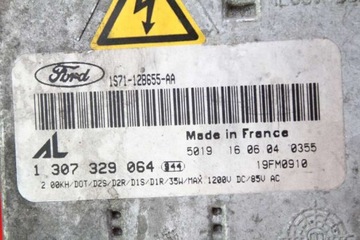 Ford
1S71-12B655-AA
AL
Made in France
5019 16 06 04 0355
1 307 329 064 944
19FM0910
2 00KH/DOT/D2S/D2R/D1S/D1R/35W/MAX 1200V DC/85V AC